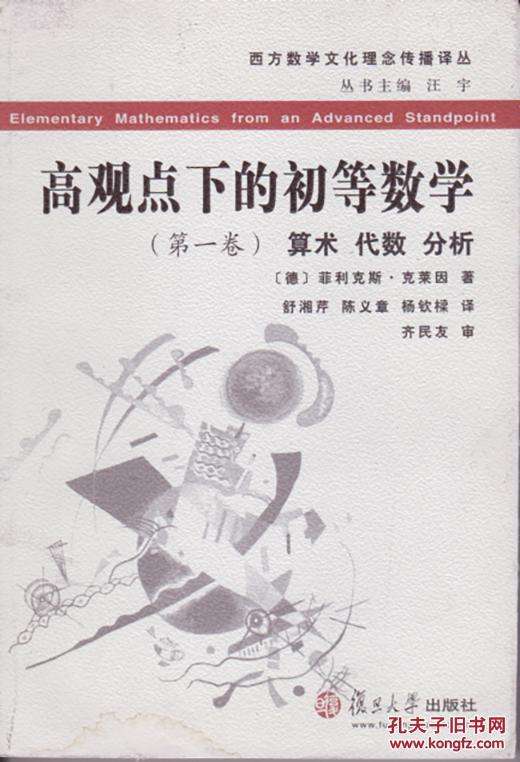 西方数学文化理念传播译丛
丛书主编 汪 宇
Elementary Mathematics from an Advanced Standpoint
高观点下的初等数学
（第一卷） 算术 代数 分析
〔德〕菲利克斯·克莱因 著
舒湘芹 陈义章 杨钦樑 译
齐民友 审
復旦大学出版社
www.fu
孔夫子旧书网